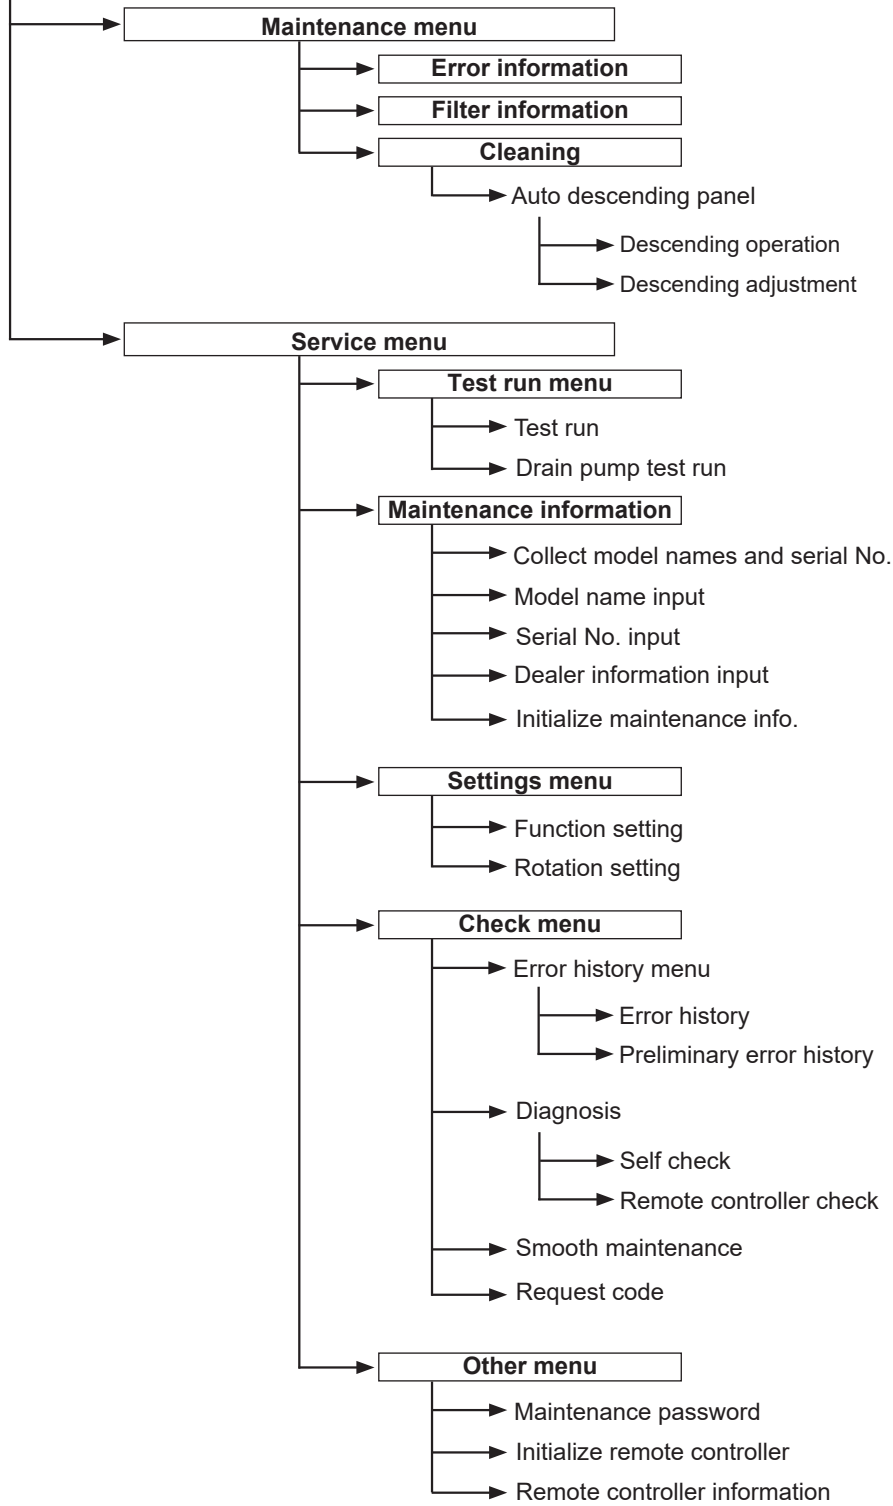 Maintenance menu
Error information
Filter information
Cleaning
Auto descending panel
Descending operation
Descending adjustment
Service menu
Test run menu
Test run
Drain pump test run
Maintenance information
Collect model names and serial No.
Model name input
Serial No. input
Dealer information input
Initialize maintenance info.
Settings menu
Function setting
Rotation setting
Check menu
Error history menu
Error history
Preliminary error history
Diagnosis
Self check
Remote controller check
Smooth maintenance
Request code
Other menu
Maintenance password
Initialize remote controller
Remote controller information